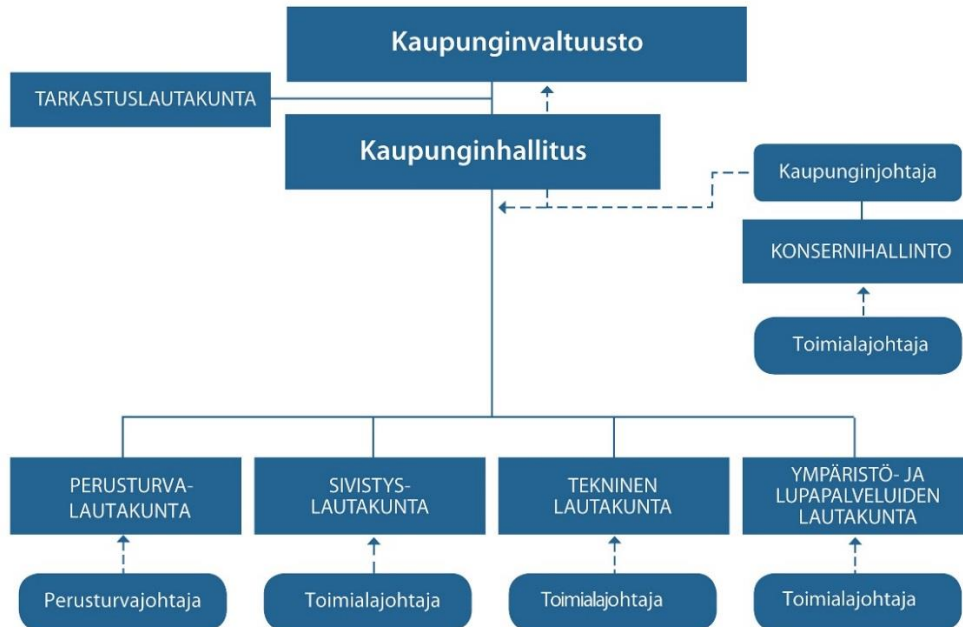 Kaupunginvaltuusto
TARKASTUSLAUTAKUNTA
Kaupunginhallitus
Kaupunginjohtaja
KONSERNIHALLINTO
Toimialajohtaja
PERUSTURVA-
LAUTAKUNTA
SIVISTYS-
LAUTAKUNTA
TEKNINEN
LAUTAKUNTA
YMPÄRISTÖ- JA
LUPAPALVELUIDEN
LAUTAKUNTA
Perusturvajohtaja
Toimialajohtaja
Toimialajohtaja
Toimialajohtaja